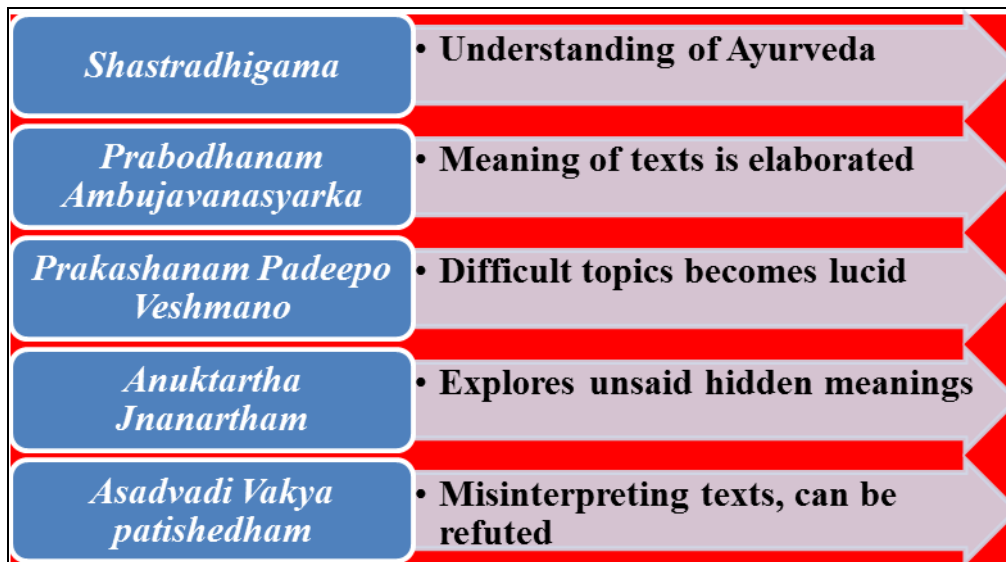 Shastradhigama
• Understanding of Ayurveda
Prabodhanam
Ambujavanasyarka
• Meaning of texts is elaborated
Prakashanam Padeepo
Veshmano
• Difficult topics becomes lucid
Anuktartha
Jnanartham
• Explores unsaid hidden meanings
Asadvadi Vakya
patishedham
• Misinterpreting texts, can be
refuted